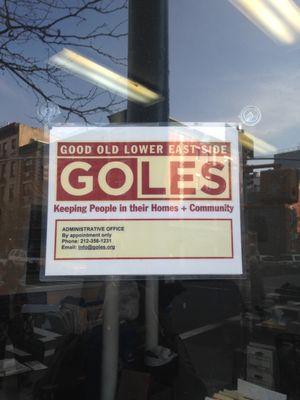 GOOD OLD LOWER EAST SIDE
GOLES
Keeping People in their Homes + Community
ADMINISTRATIVE OFFICE
By appointment only
Phone: 212-358-1231
Email: info@goles.org